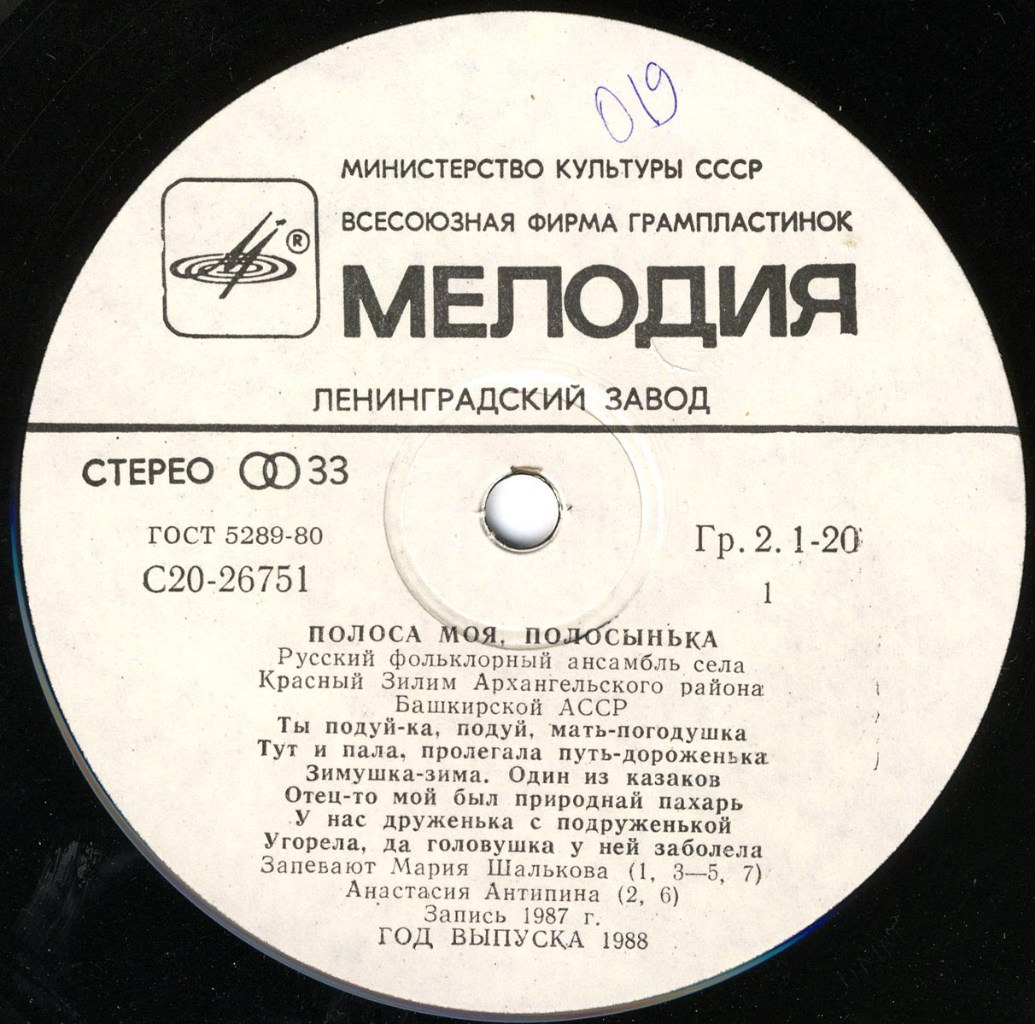 019
МИНИСТЕРСТВО КУЛЬТУРЫ СССР
ВСЕСОЮЗНАЯ ФИРМА ГРАМПЛАСТИНОК
®
МЕЛОДИЯ
ЛЕНИНГРАДСКИЙ ЗАВОД
СТЕРЕО 33
ГОСТ 5289-80
Гр. 2. 1-20
С20-26751
1
ПОЛОСА МОЯ, ПОЛОСЫНЬКА
Русский фольклорный ансамбль села
Красный Зилим Архангельского района
Башкирской АССР
Ты подуй-ка, подуй, мать-погодушка
Тут и пала, пролегала путь-дороженька
Зимушка-зима. Один из казаков
Отец-то мой был природнай пахарь
У нас друженька с подруженькой
Угорела, да головушка у ней заболела
Запевают Мария Шалькова (1, 3—5, 7)
Анастасия Антипина (2, 6)
Запись 1987 г.
ГОД ВЫПУСКА 1988